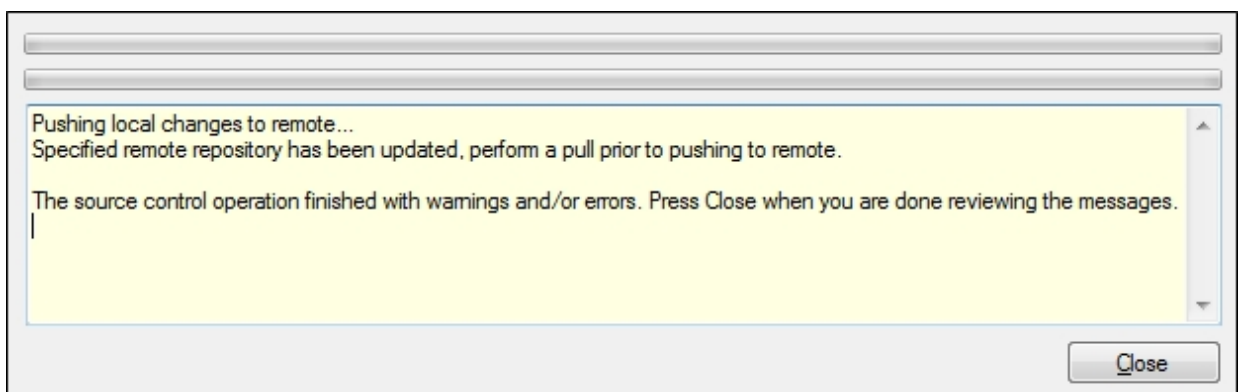 Pushing local changes to remote...
Specified remote repository has been updated, perform a pull prior to pushing to remote.
The source control operation finished with warnings and/or errors. Press Close when you are done reviewing the messages.
Close